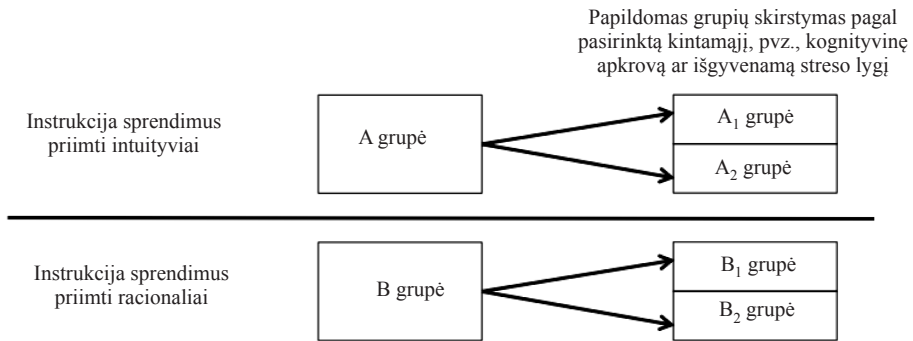 Papildomas grupių skirstymas pagal
pasirinktą kintamąjį, pvz., kognityvinę
apkrovą ar išgyvenamą streso lygį
Instrukcija sprendimus
priimti intuityviai
A grupė
A₁ grupė
A₂ grupė
Instrukcija sprendimus
priimti racionaliai
B grupė
B₁ grupė
B₂ grupė